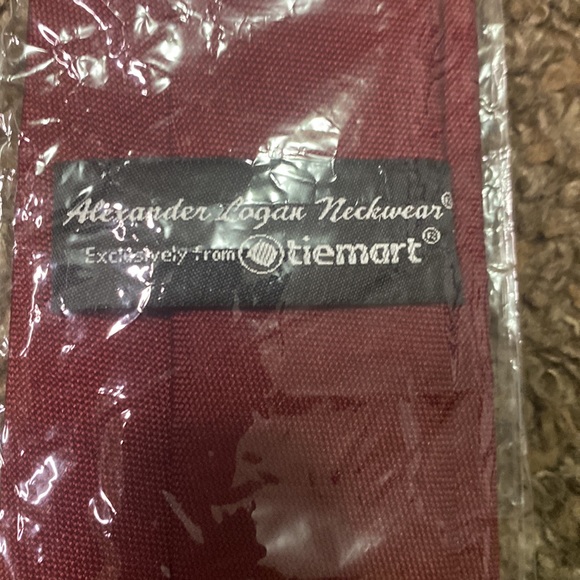 Alexander Logan Neckwear®
Exclusively from tiemart®